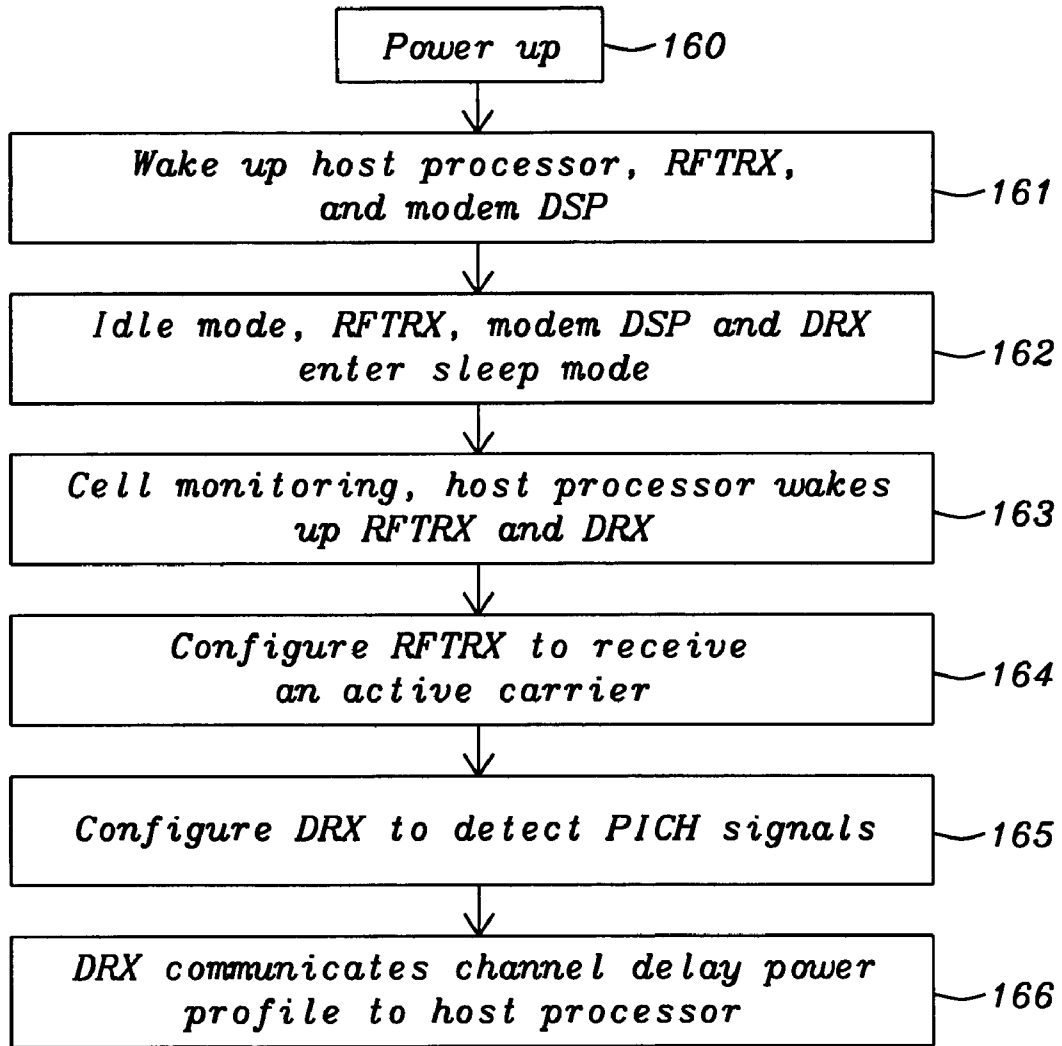 Power up
160
Wake up host processor, RFTRX,
and modem DSP
161
Idle mode, RFTRX, modem DSP and DRX
enter sleep mode
162
Cell monitoring, host processor wakes
up RFTRX and DRX
163
Configure RFTRX to receive
an active carrier
164
Configure DRX to detect PICH signals
165
DRX communicates channel delay power
profile to host processor
166